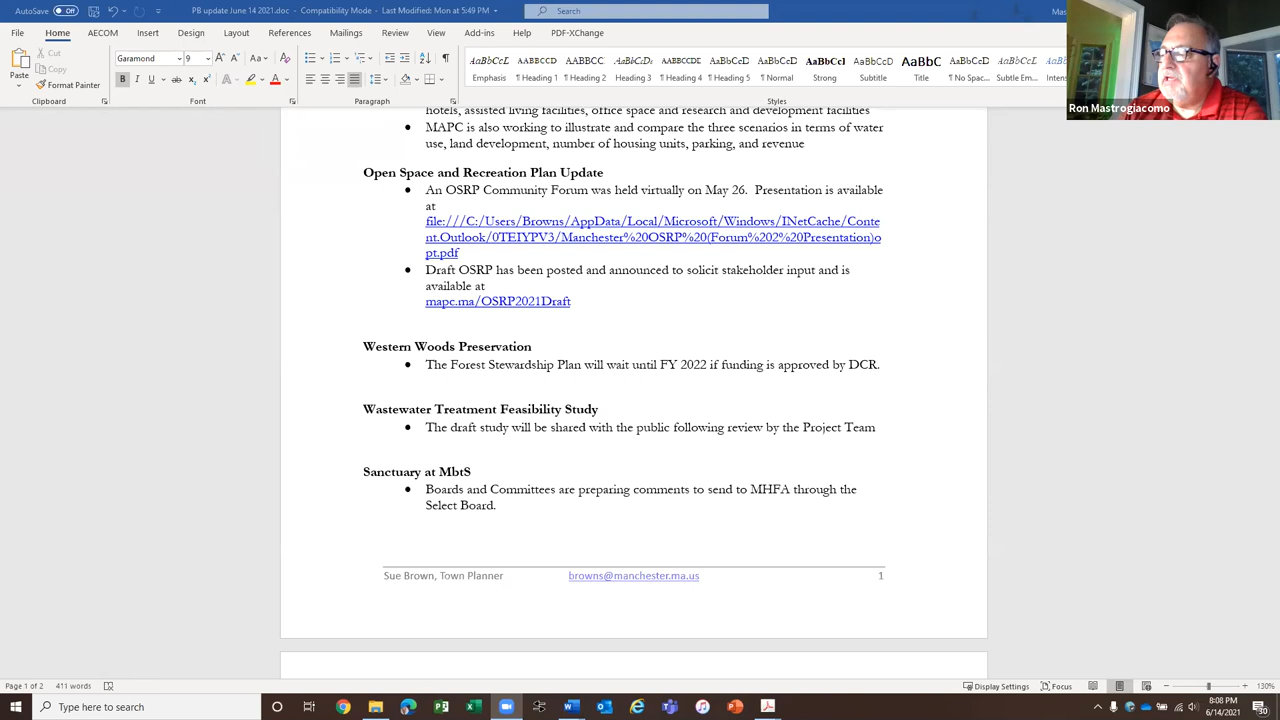 AutoSave Off
PB update June 14 2021.doc - Compatibility Mode - Last Modified: Mon at 5:49 PM
Search
File Home AECOM Insert Design Layout References Mailings Review View Add-ins Help PDF-XChange
Paste
Cut
Copy
Format Painter
Garamond 9
Emphasis ¶ Heading 1 ¶ Heading 2 Heading 3 ¶ Heading 4 ¶ Heading 5 ¶ Normal Strong Subtitle Title ¶ No Spac... Subtle Em...
Clipboard Font Paragraph Styles
Ron Mastrogiacomo
hotels, assisted living facilities, office space and research and development facilities
• MAPC is also working to illustrate and compare the three scenarios in terms of water
use, land development, number of housing units, parking, and revenue
Open Space and Recreation Plan Update
• An OSRP Community Forum was held virtually on May 26. Presentation is available
at
file:///C:/Users/Browns/AppData/Local/Microsoft/Windows/INetCache/Conte
nt.Outlook/0TEIYPV3/Manchester%20OSRP%20(Forum%202%20Presentation)o
pt.pdf
• Draft OSRP has been posted and announced to solicit stakeholder input and is
available at
mapc.ma/OSRP2021Draft
Western Woods Preservation
• The Forest Stewardship Plan will wait until FY 2022 if funding is approved by DCR.
Wastewater Treatment Feasibility Study
• The draft study will be shared with the public following review by the Project Team
Sanctuary at MbtS
• Boards and Committees are preparing comments to send to MHFA through the
Select Board.
Sue Brown, Town Planner browns@manchester.ma.us 1
Page 1 of 2 411 words
Display Settings Focus 130%
Type here to search
8:08 PM
6/14/2021